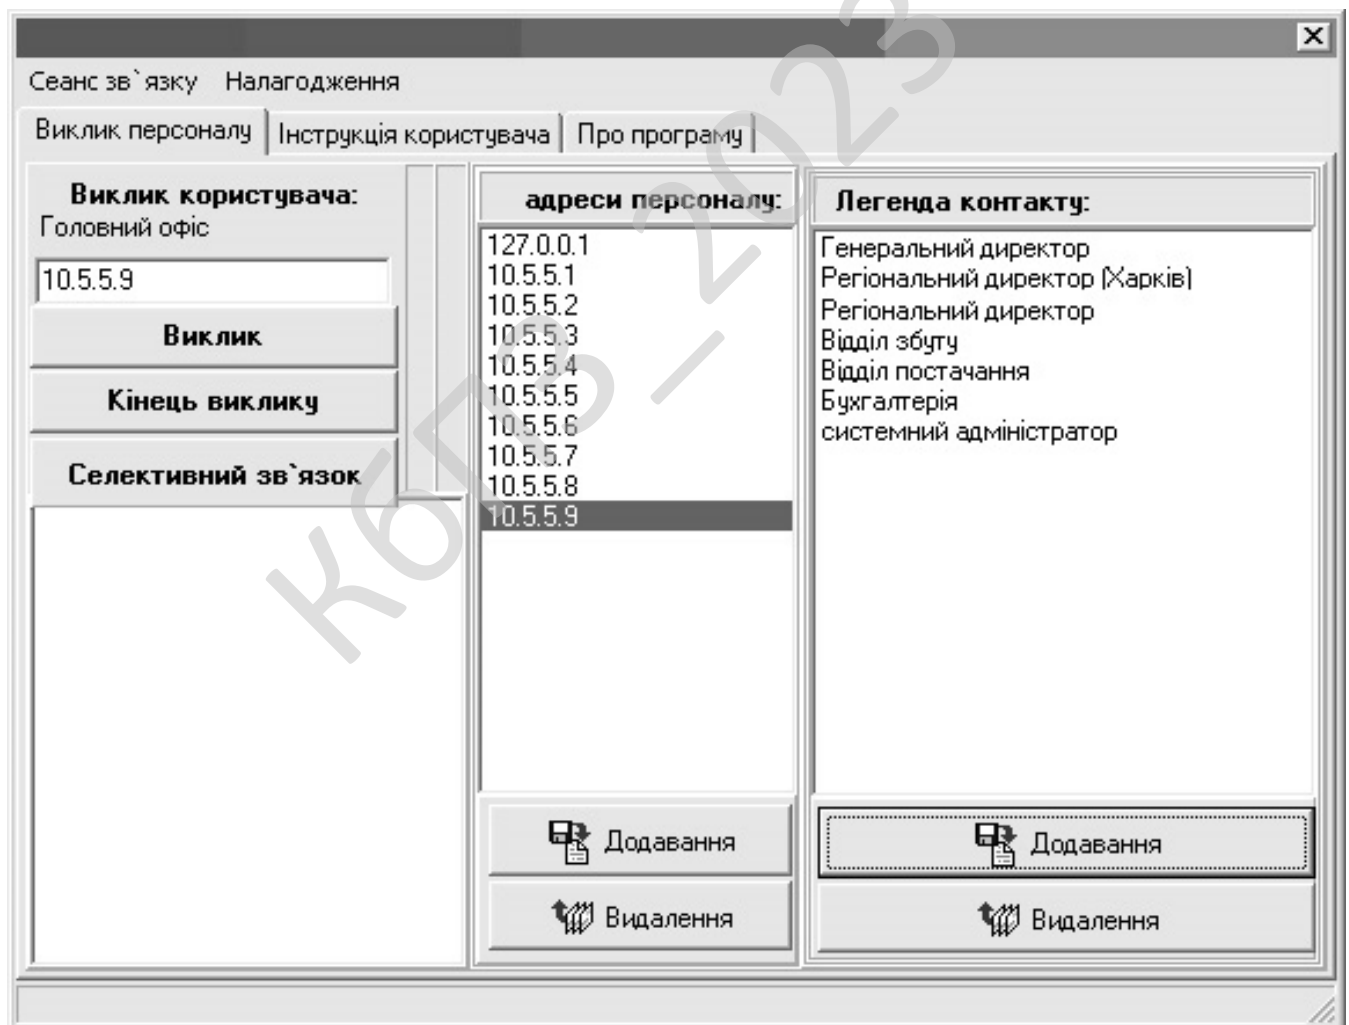 Сеанс зв`язку Налагодження
Виклик персоналу Інструкція користувача Про програму
Виклик користувача:
Головний офіс
10.5.5.9
Виклик
Кінець виклику
Селективний зв`язок
адреси персоналу:
127.0.0.1
10.5.5.1
10.5.5.2
10.5.5.3
10.5.5.4
10.5.5.5
10.5.5.6
10.5.5.7
10.5.5.8
10.5.5.9
Додавання
Видалення
Легенда контакту:
Генеральний директор
Регіональний директор (Харків)
Регіональний директор
Відділ збуту
Відділ постачання
Бухгалтерія
системний адміністратор
Додавання
Видалення
КбПЗ_2023